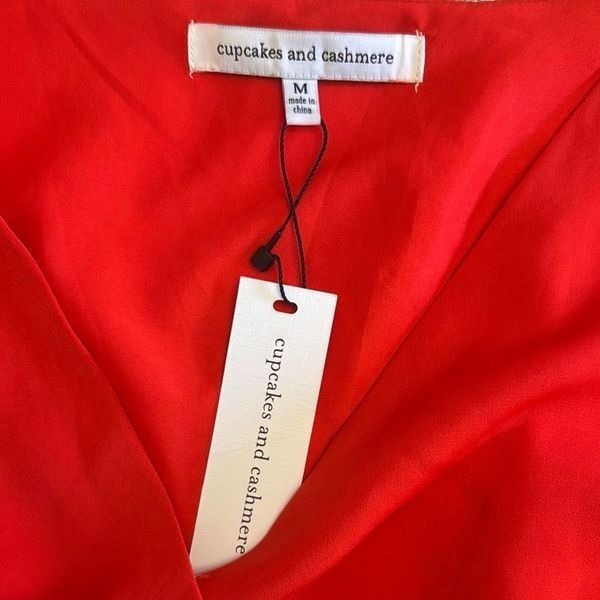 cupcakes and cashmere
M
made in
china
cupcakes and cashmere